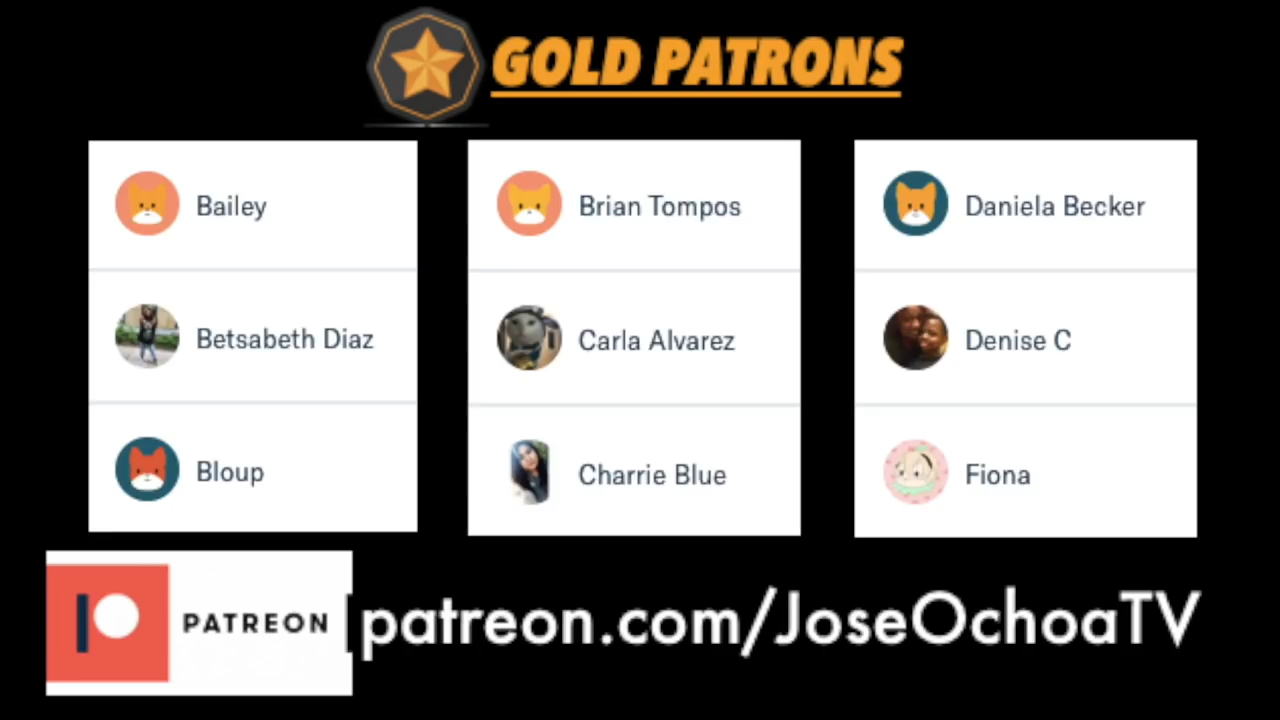 GOLD PATRONS
Bailey
Betsabeth Diaz
Bloup
Brian Tompos
Carla Alvarez
Charrie Blue
Daniela Becker
Denise C
Fiona
PATREON
patreon.com/JoseOchoaTV